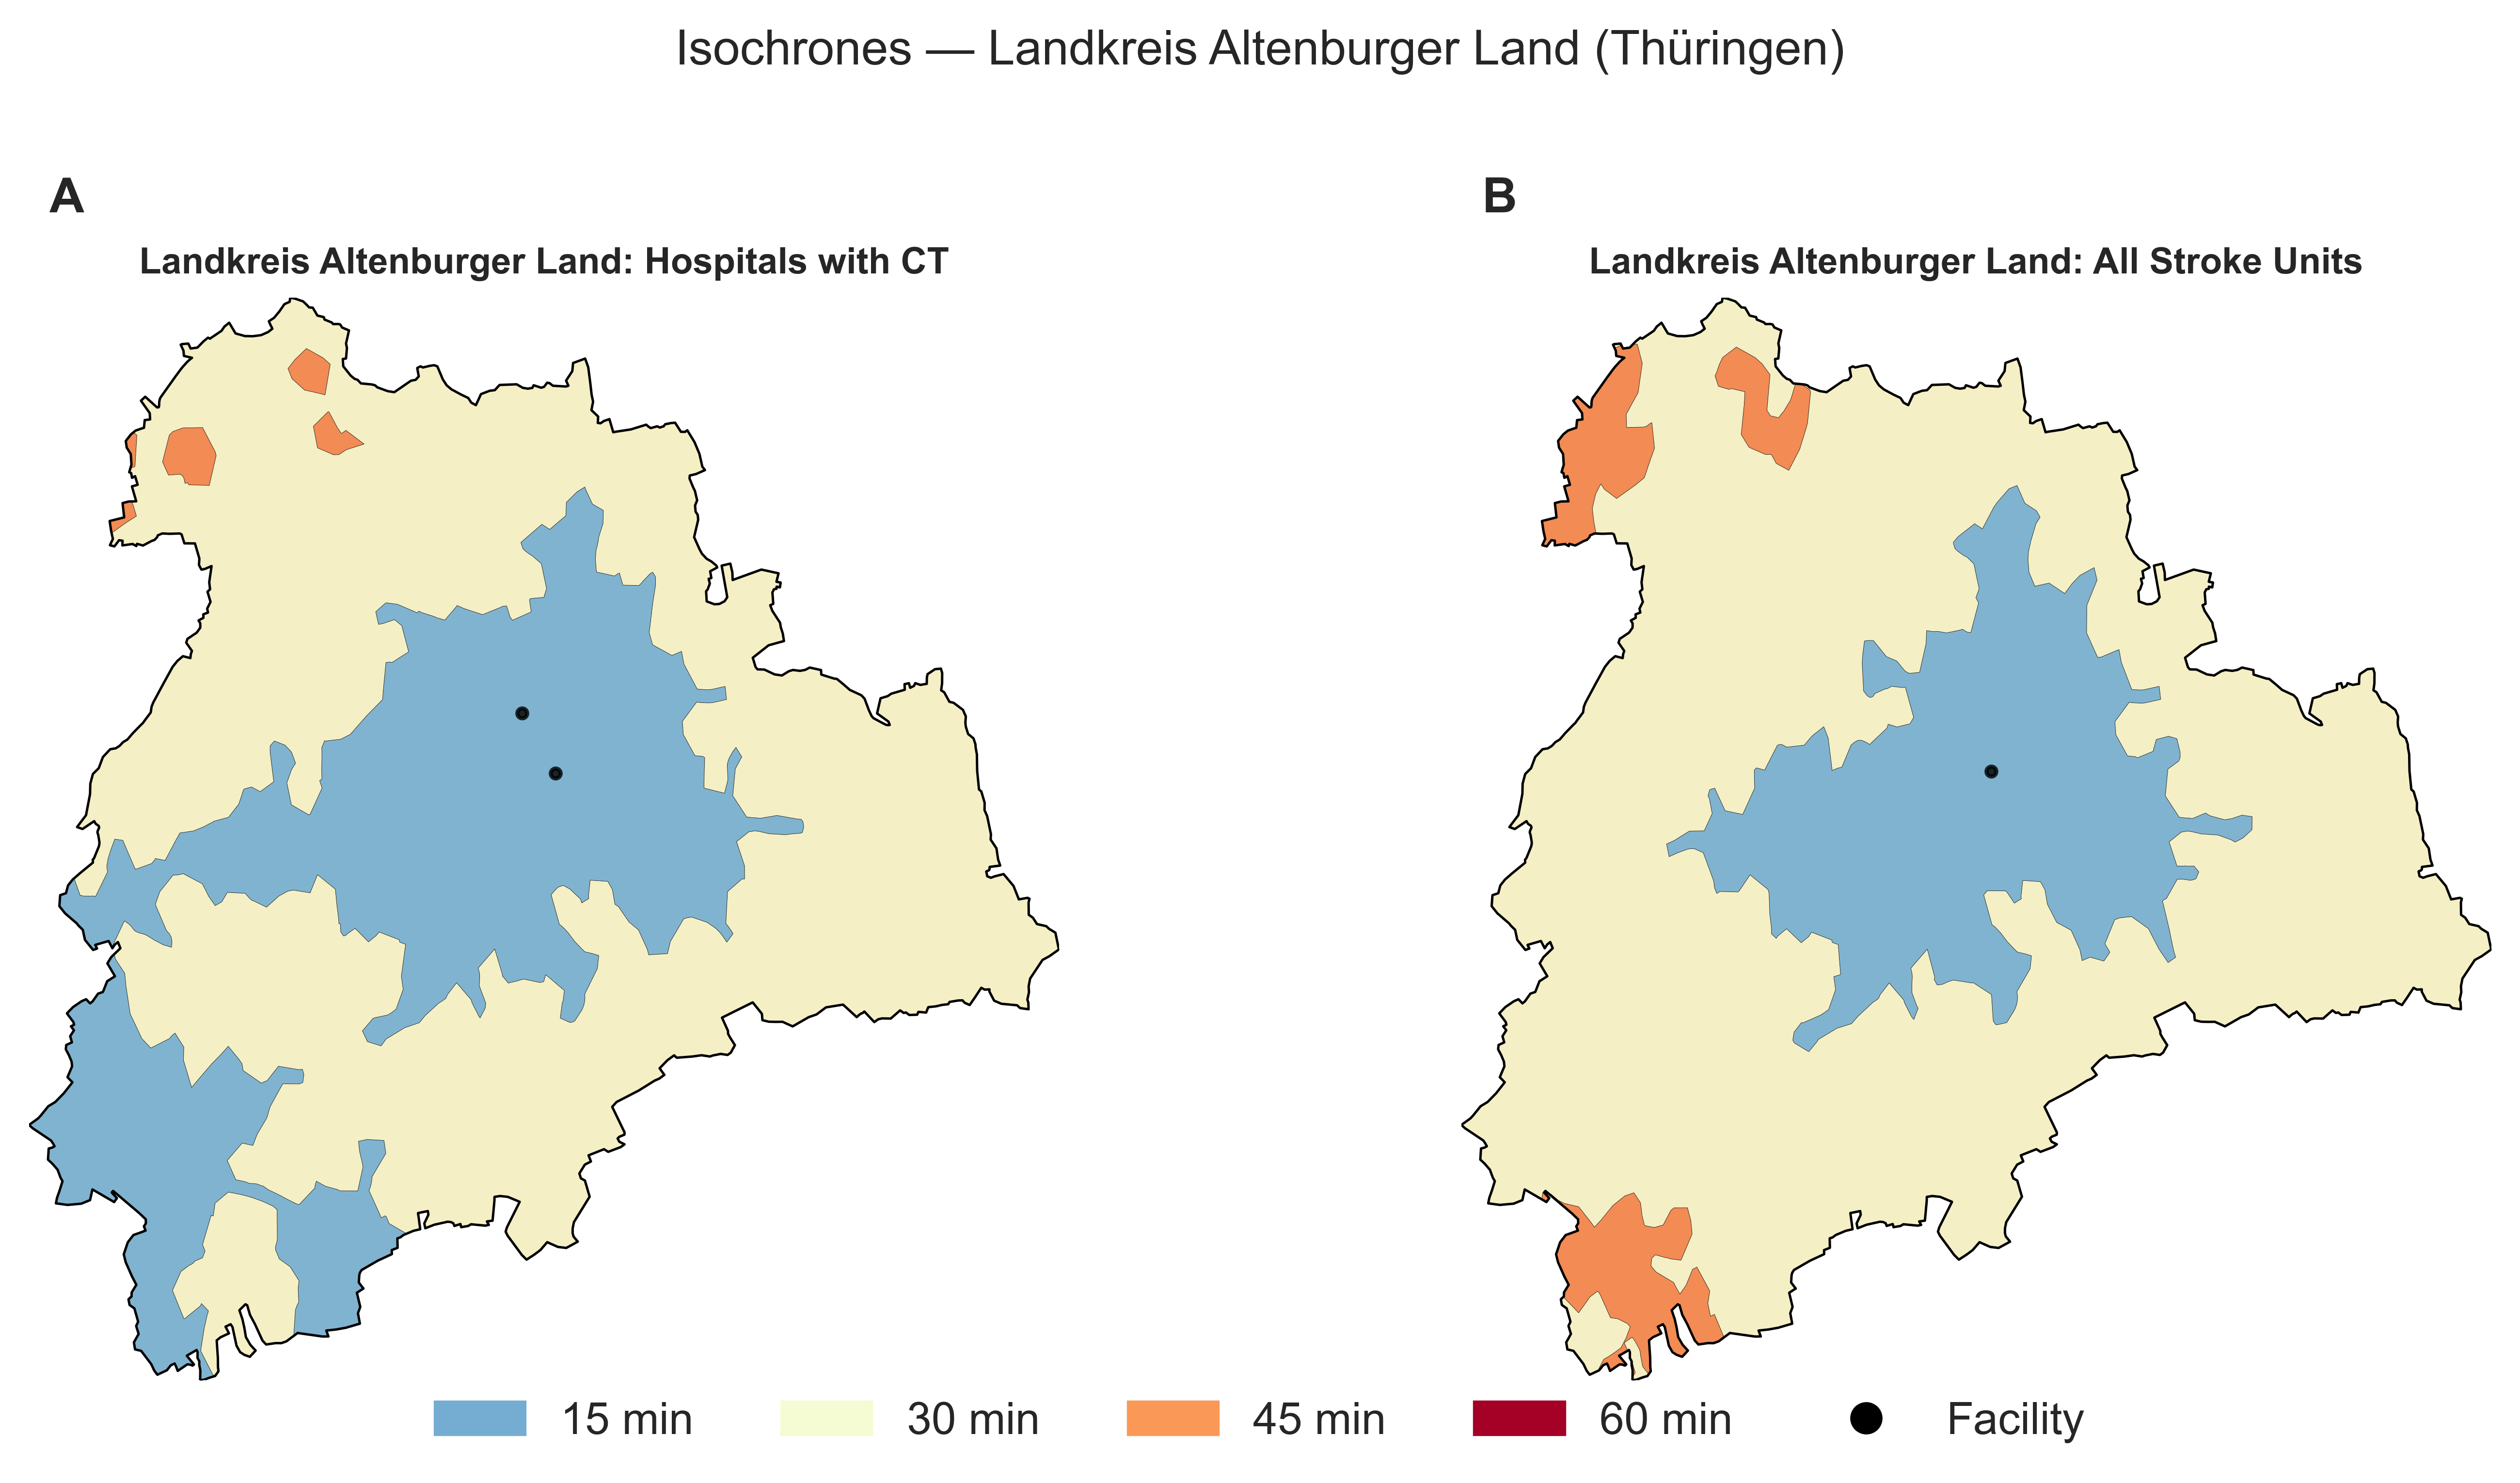 Isochrones — Landkreis Altenburger Land (Thüringen)
A
B
Landkreis Altenburger Land: Hospitals with CT
Landkreis Altenburger Land: All Stroke Units
15 min
30 min
45 min
60 min
Facility